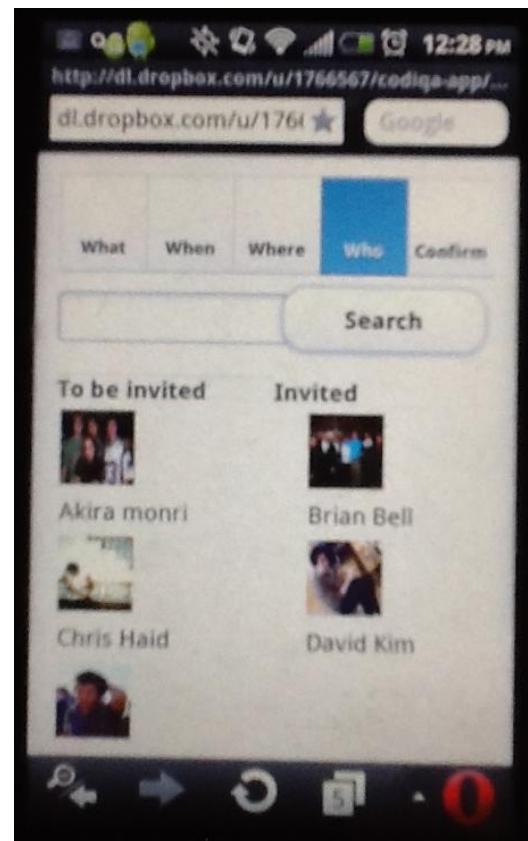 12:28 PM
http://dl.dropbox.com/u/1766567/codiqa-app/...
dl.dropbox.com/u/176 Google
What When Where Who Confirm
Search
To be invited Invited
Akira monri Brian Bell
Chris Haid David Kim
5